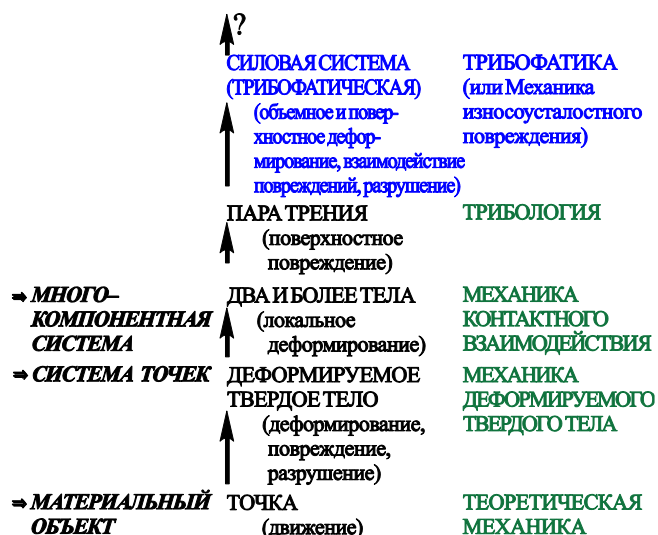 ?
СИЛОВАЯ СИСТЕМА
(ТРИБОФАТИЧЕСКАЯ)
(объемное и повер-
хностное дефор-
мирование, взаимодействие
повреждений, разрушение)
ТРИБОФАТИКА
(или Механика
износоусталостного
повреждения)
ПАРА ТРЕНИЯ
(поверхностное
повреждение)
ТРИБОЛОГИЯ
⇒ МНОГО–
КОМПОНЕНТНАЯ
СИСТЕМА
ДВА И БОЛЕЕ ТЕЛА
(локальное
деформирование)
МЕХАНИКА
КОНТАКТНОГО
ВЗАИМОДЕЙСТВИЯ
⇒ СИСТЕМА ТОЧЕК
ДЕФОРМИРУЕМОЕ
ТВЕРДОЕ ТЕЛО
(деформирование,
повреждение,
разрушение)
МЕХАНИКА
ДЕФОРМИРУЕМОГО
ТВЕРДОГО ТЕЛА
⇒ МАТЕРИАЛЬНЫЙ
ОБЪЕКТ
ТОЧКА
(движение)
ТЕОРЕТИЧЕСКАЯ
МЕХАНИКА